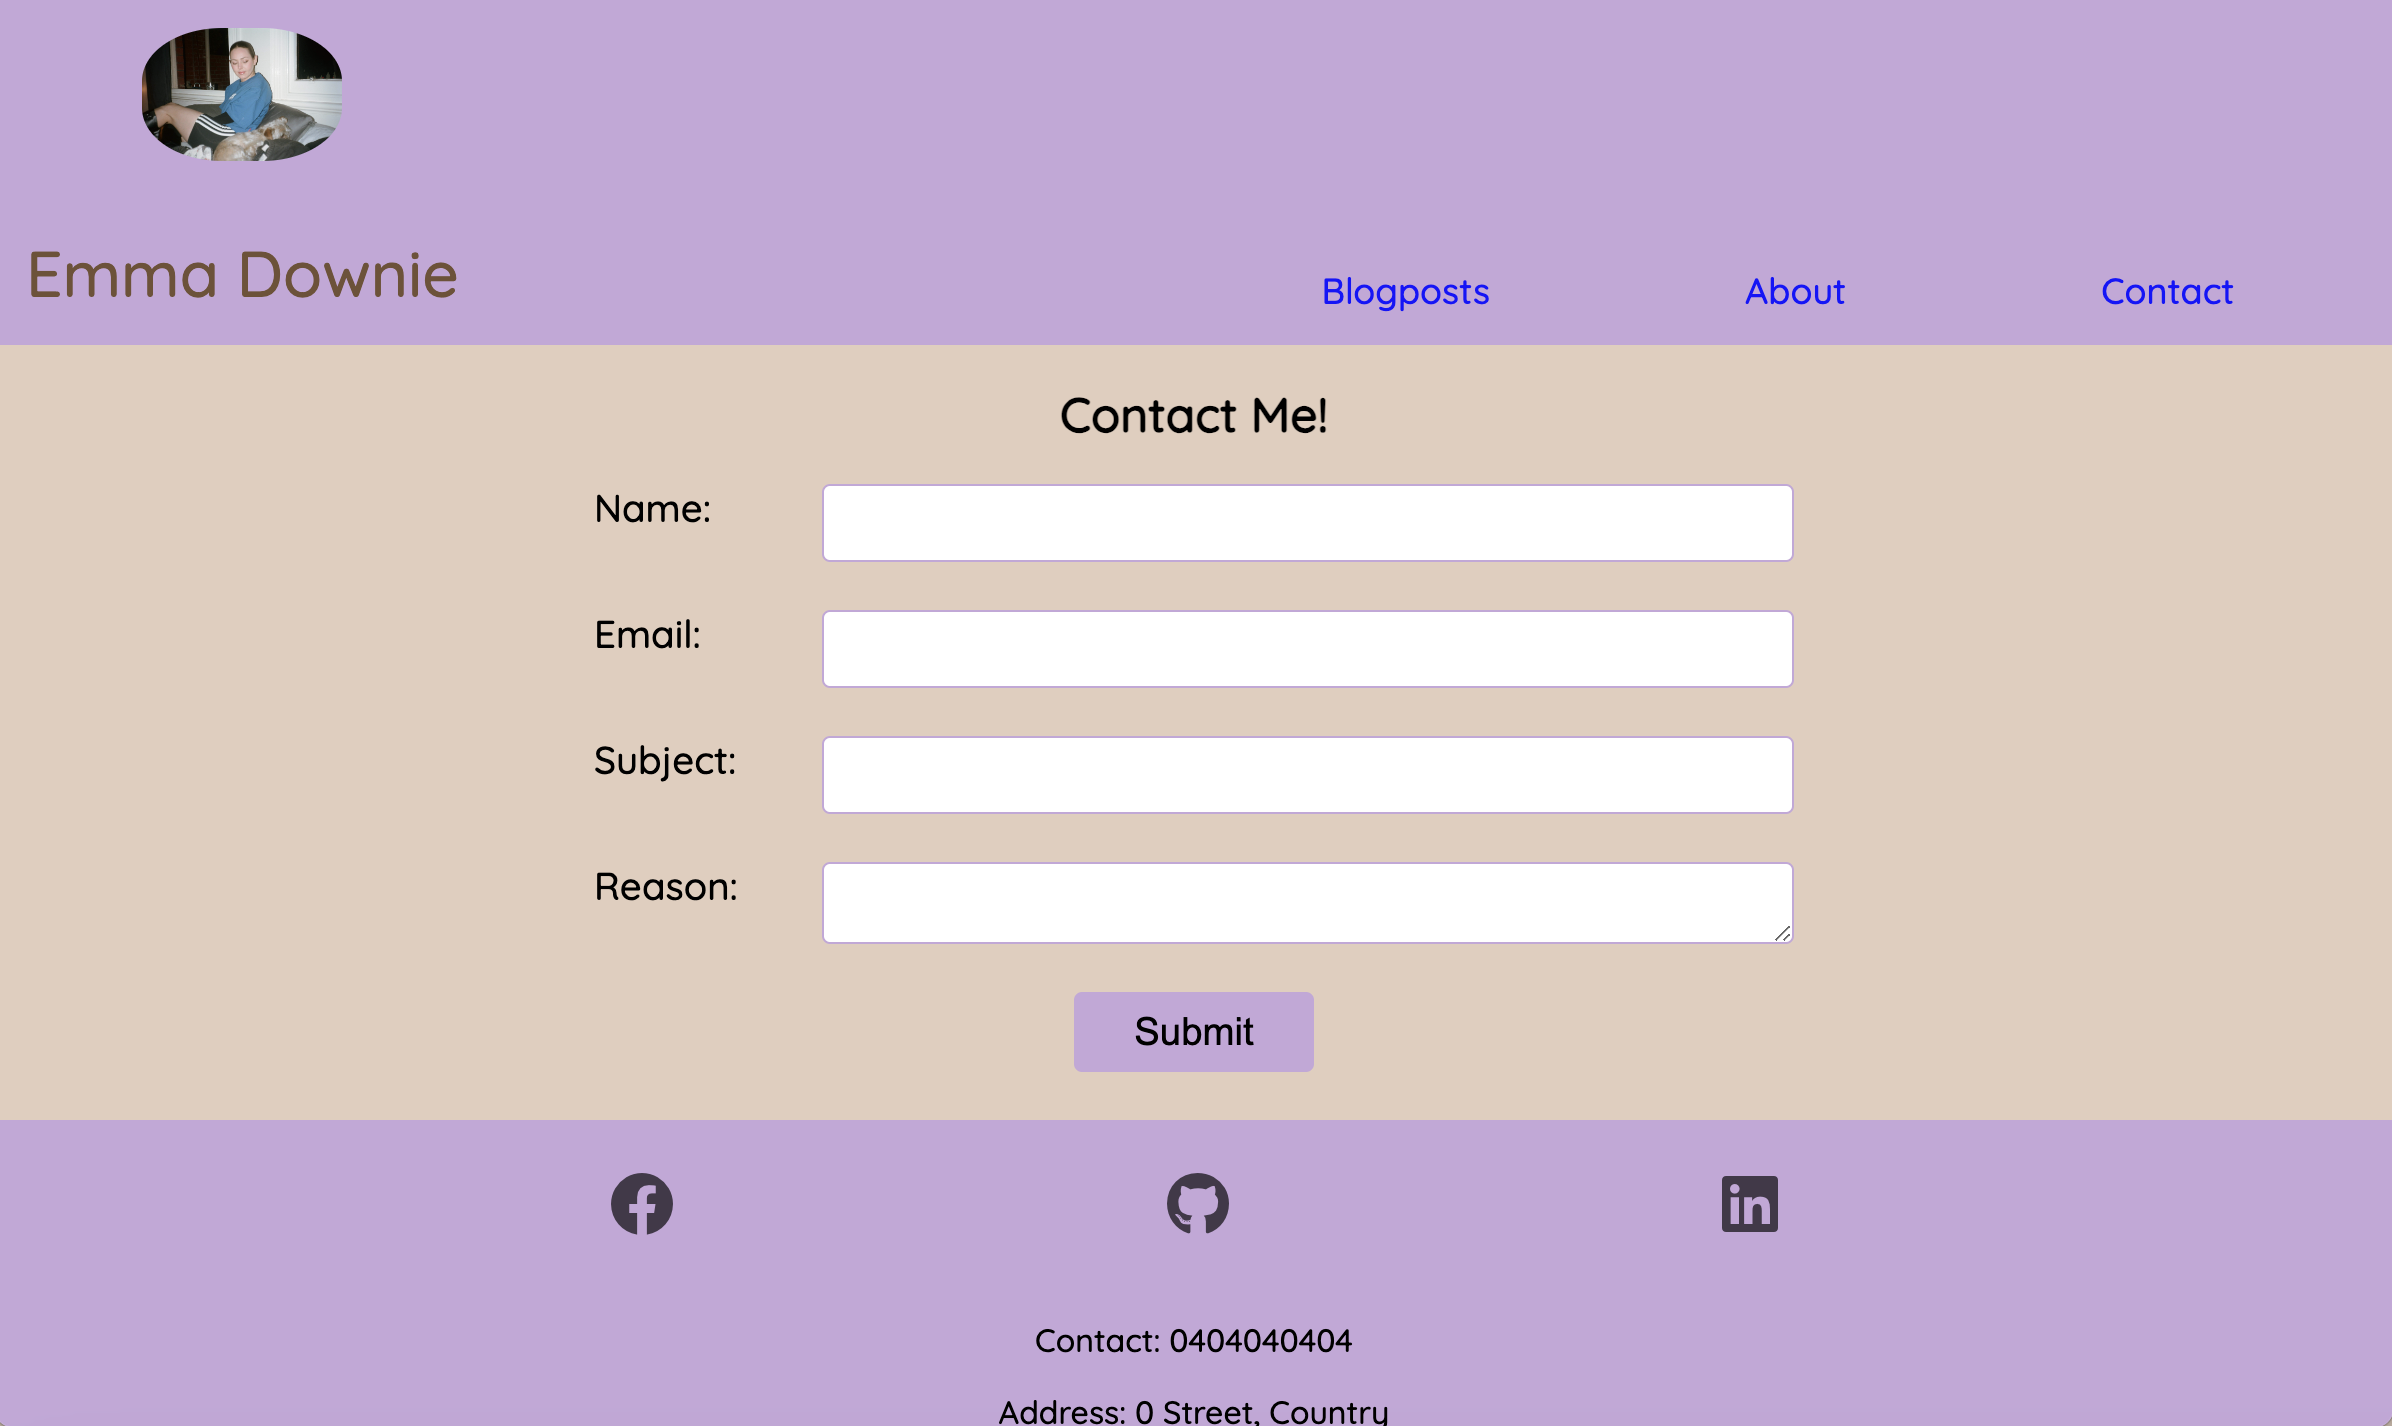 Emma Downie
Blogposts About Contact
Contact Me!
Name:
Email:
Subject:
Reason:
Submit
Contact: 0404040404
Address: 0 Street, Country